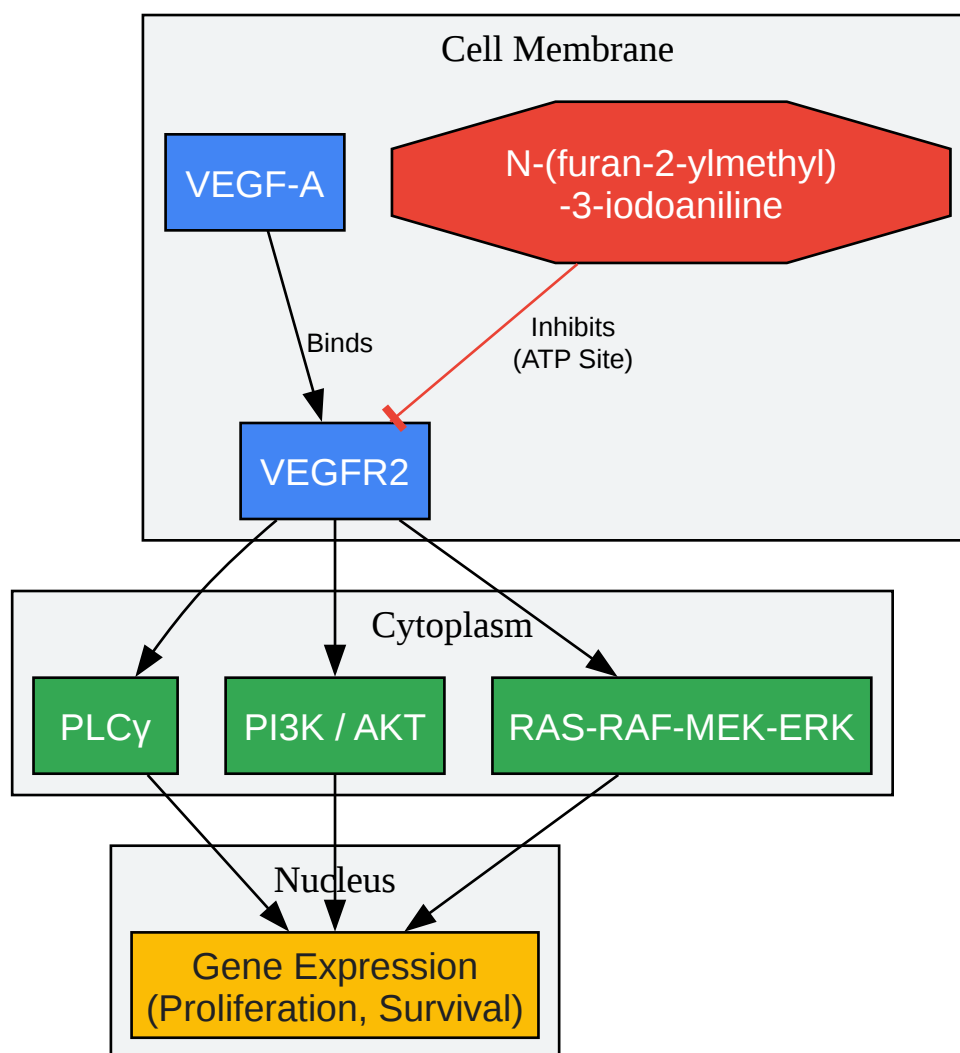 Cell Membrane
VEGF-A
N-(furan-2-ylmethyl)
-3-iodoaniline
Binds
Inhibits
(ATP Site)
VEGFR2
Cytoplasm
PLCγ
PI3K / AKT
RAS-RAF-MEK-ERK
Nucleus
Gene Expression
(Proliferation, Survival)